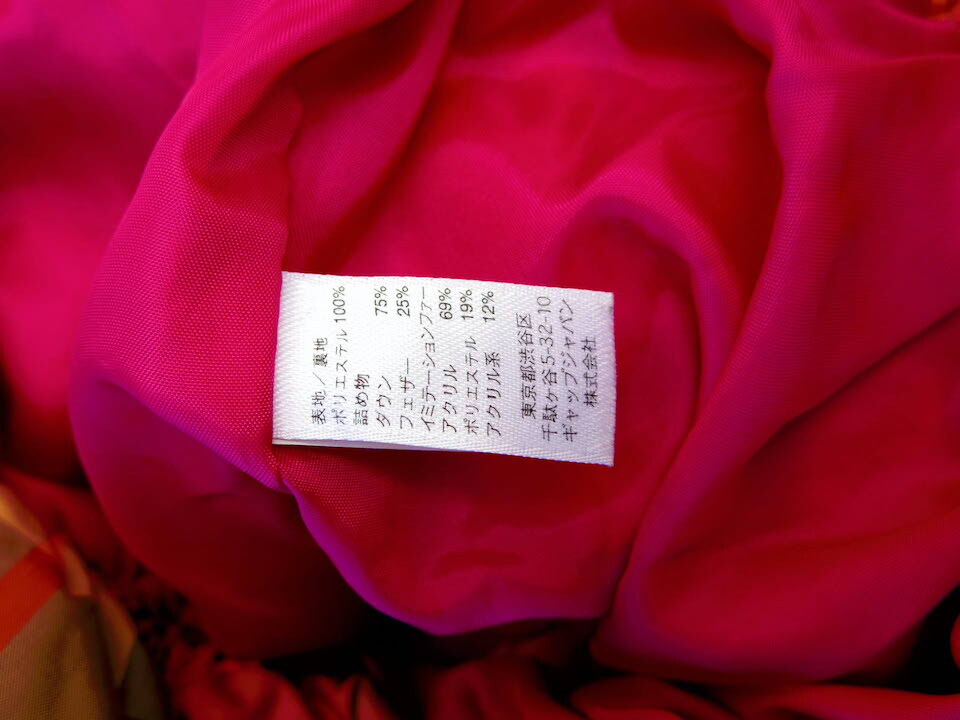 表地/裏地
ポリエステル 100%
詰め物
ダウン 75%
フェザー 25%
イミテーションファー
アクリル 69%
ポリエステル 19%
アクリル系 12%
東京都渋谷区
千駄ヶ谷 5-32-10
ギャップジャパン
株式会社